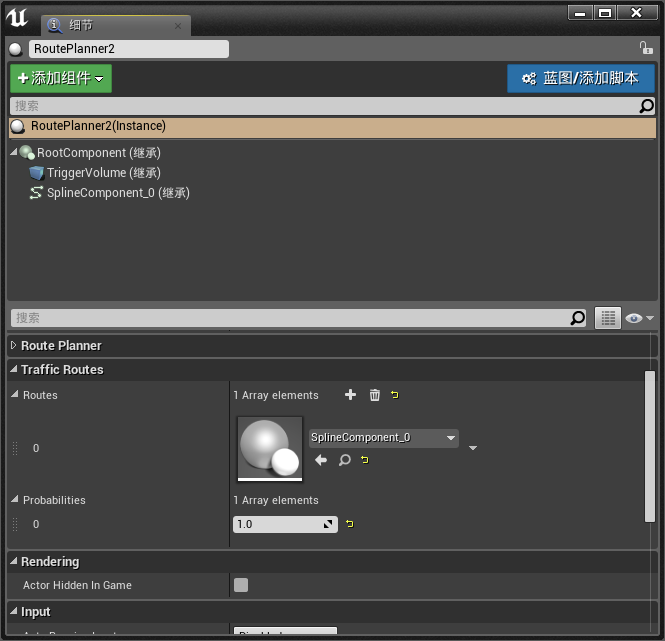 细节
RoutePlanner2
添加组件
蓝图/添加脚本
搜索
RoutePlanner2(Instance)
RootComponent (继承)
TriggerVolume (继承)
SplineComponent_0 (继承)
搜索
Route Planner
Traffic Routes
Routes 1 Array elements
0 SplineComponent_0
Probabilities 1 Array elements
0 1.0
Rendering
Actor Hidden In Game
Input